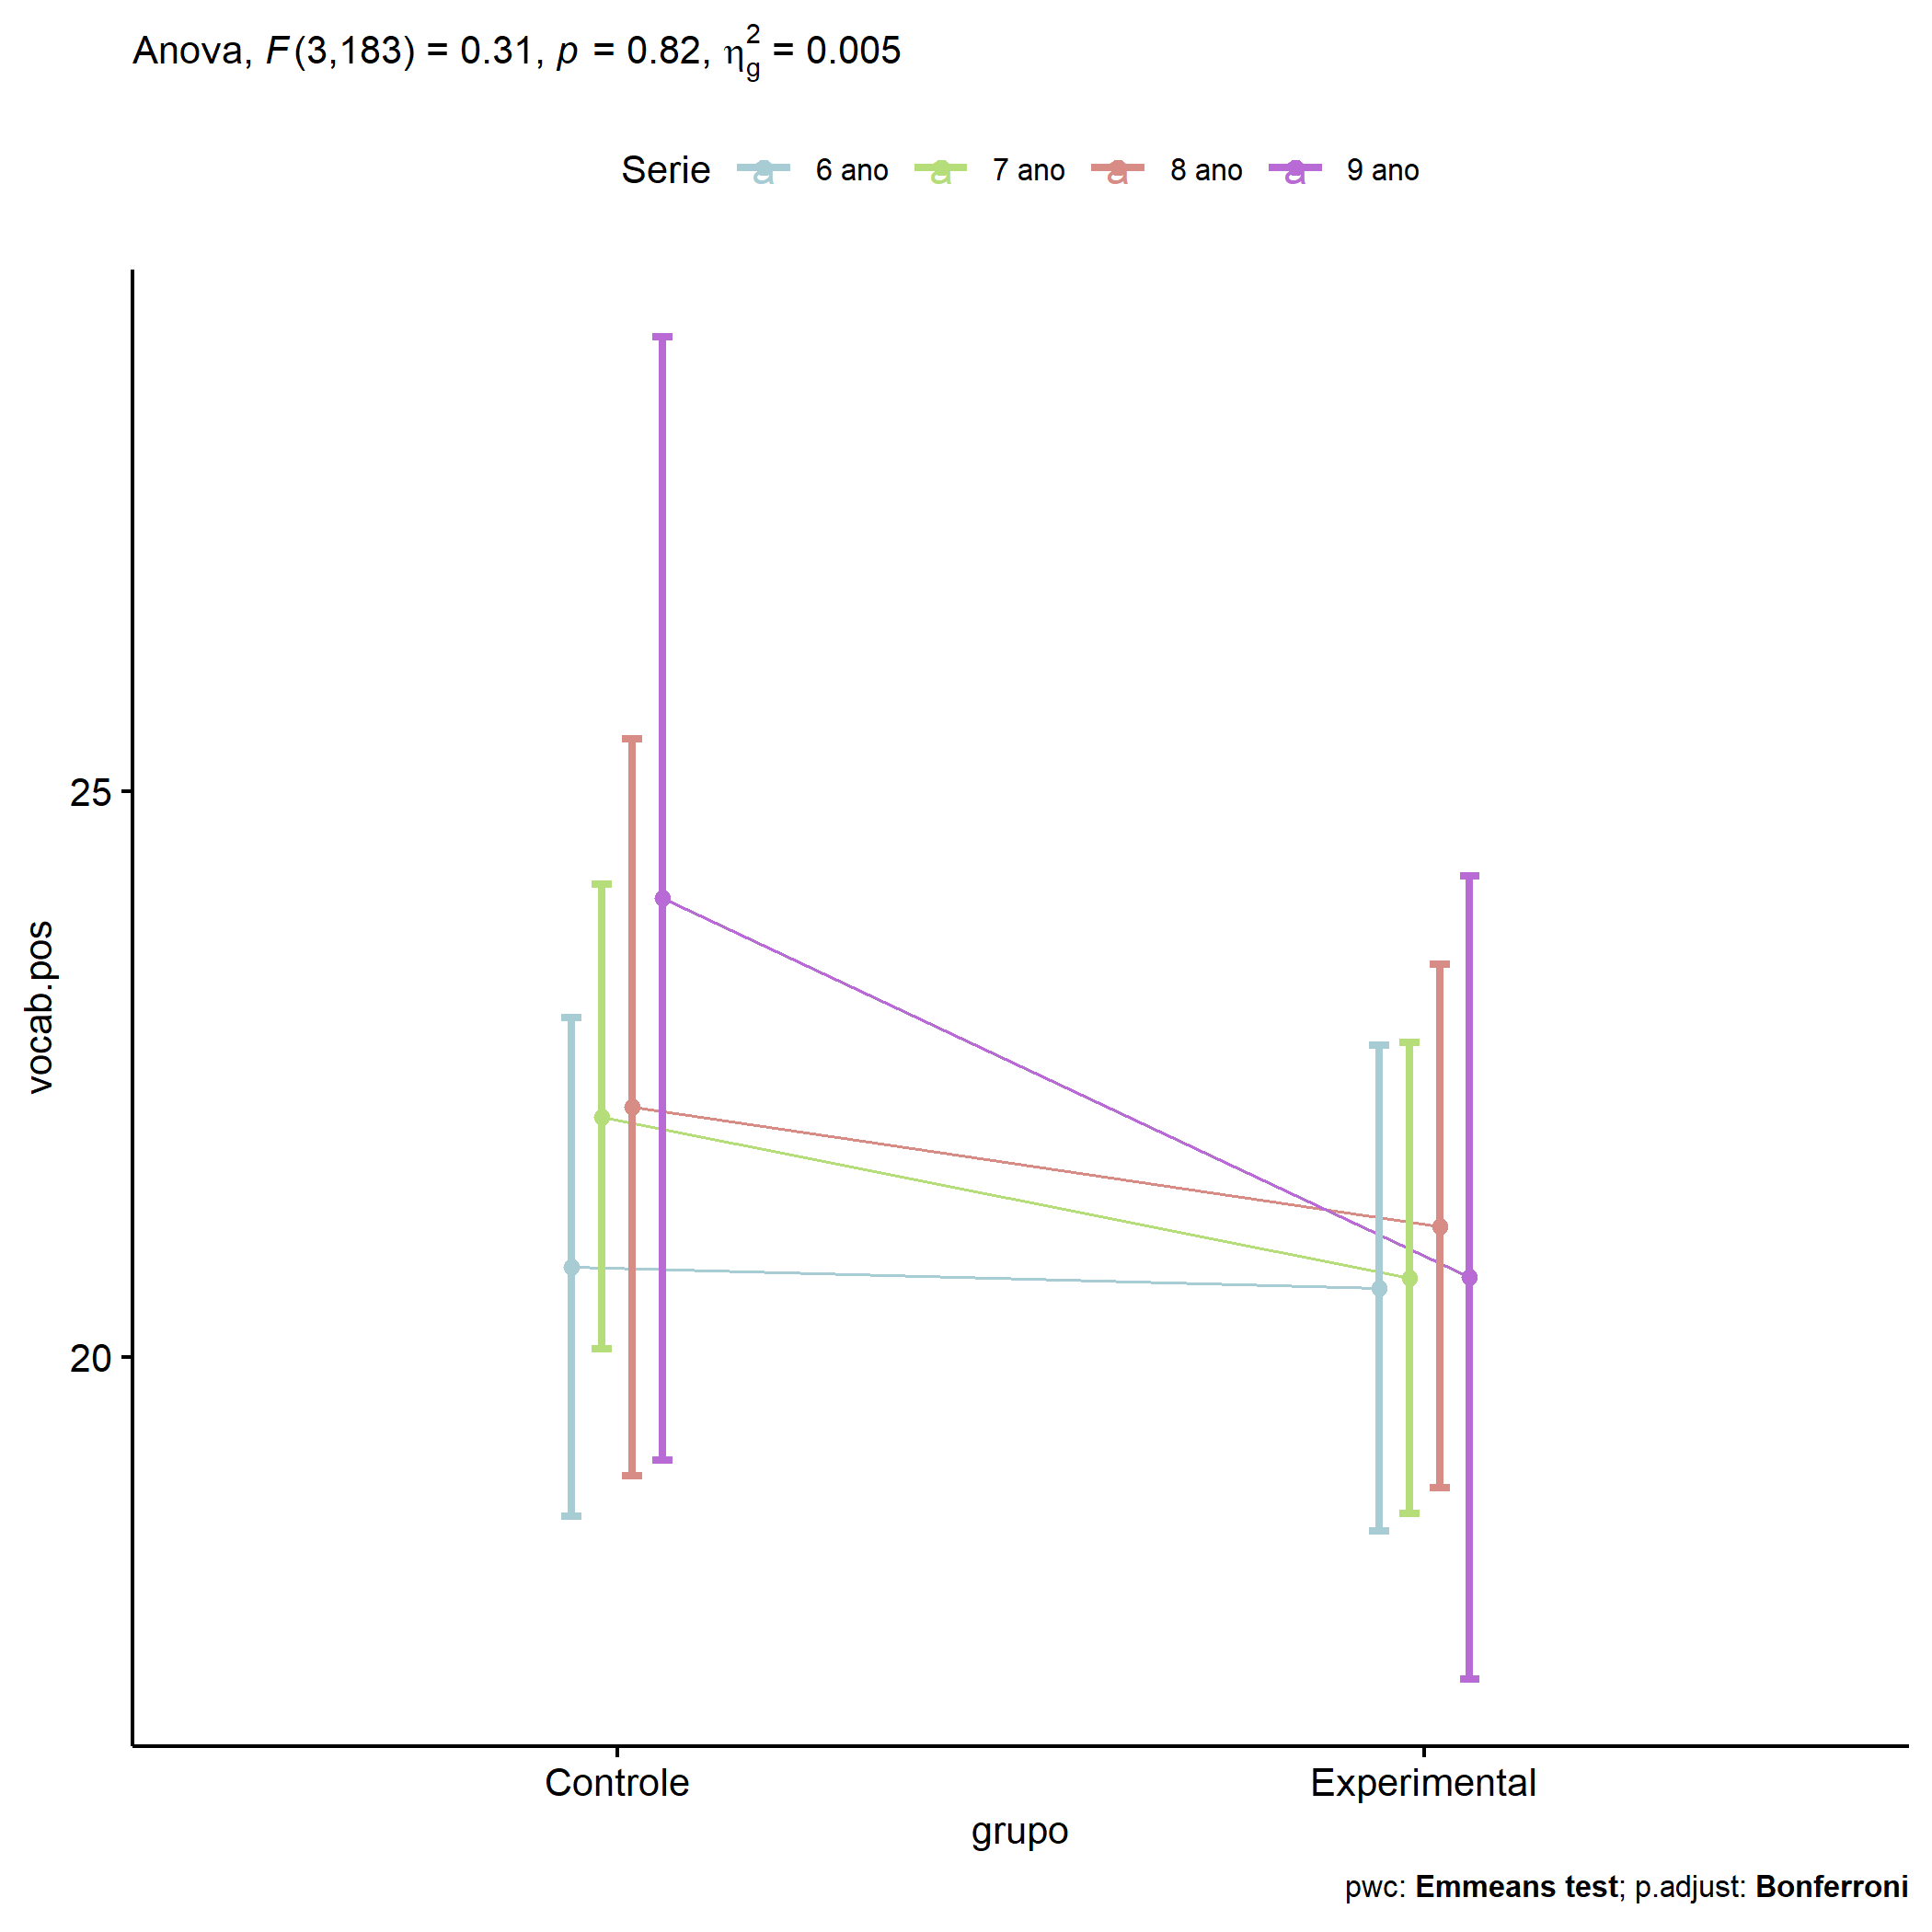 Anova, F(3,183) = 0.31, p = 0.82, η²g = 0.005
Serie a 6 ano a 7 ano a 8 ano a 9 ano
25
20
vocab.pos
Controle Experimental
grupo
pwc: Emmeans test; p.adjust: Bonferroni